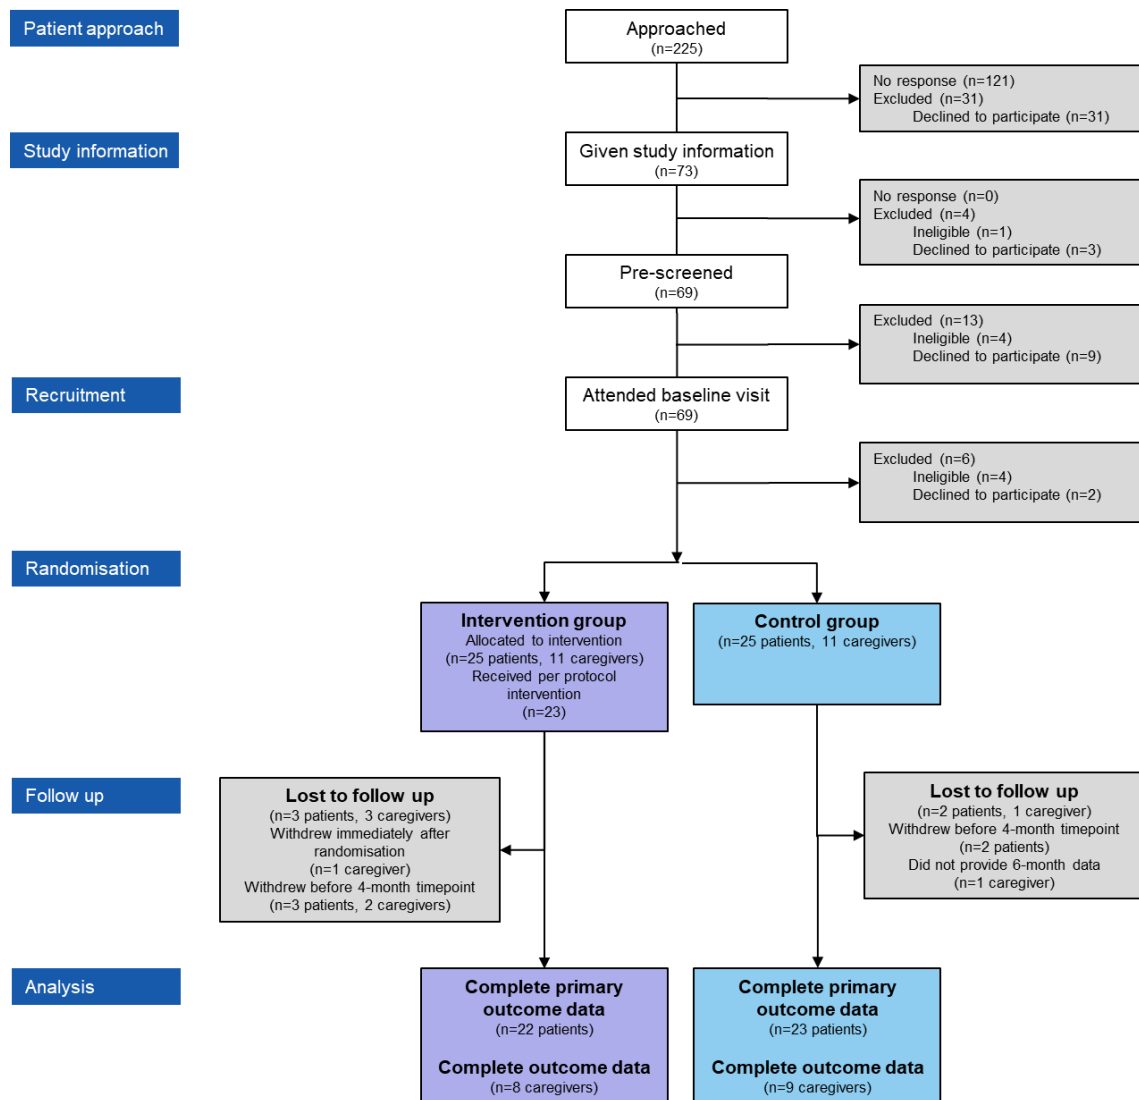 Patient approach
Approached
(n=225)
No response (n=121)
Excluded (n=31)
Declined to participate (n=31)
Study information
Given study information
(n=73)
No response (n=0)
Excluded (n=4)
Ineligible (n=1)
Declined to participate (n=3)
Pre-screened
(n=69)
Excluded (n=13)
Ineligible (n=4)
Declined to participate (n=9)
Recruitment
Attended baseline visit
(n=69)
Excluded (n=6)
Ineligible (n=4)
Declined to participate (n=2)
Randomisation
Intervention group
Allocated to intervention
(n=25 patients, 11 caregivers)
Received per protocol
intervention
(n=23)
Control group
(n=25 patients, 11 caregivers)
Follow up
Lost to follow up
(n=3 patients, 3 caregivers)
Withdrew immediately after
randomisation
(n=1 caregiver)
Withdrew before 4-month timepoint
(n=3 patients, 2 caregivers)
Lost to follow up
(n=2 patients, 1 caregiver)
Withdrew before 4-month timepoint
(n=2 patients)
Did not provide 6-month data
(n=1 caregiver)
Analysis
Complete primary
outcome data
(n=22 patients)
Complete outcome data
(n=8 caregivers)
Complete primary
outcome data
(n=23 patients)
Complete outcome data
(n=9 caregivers)